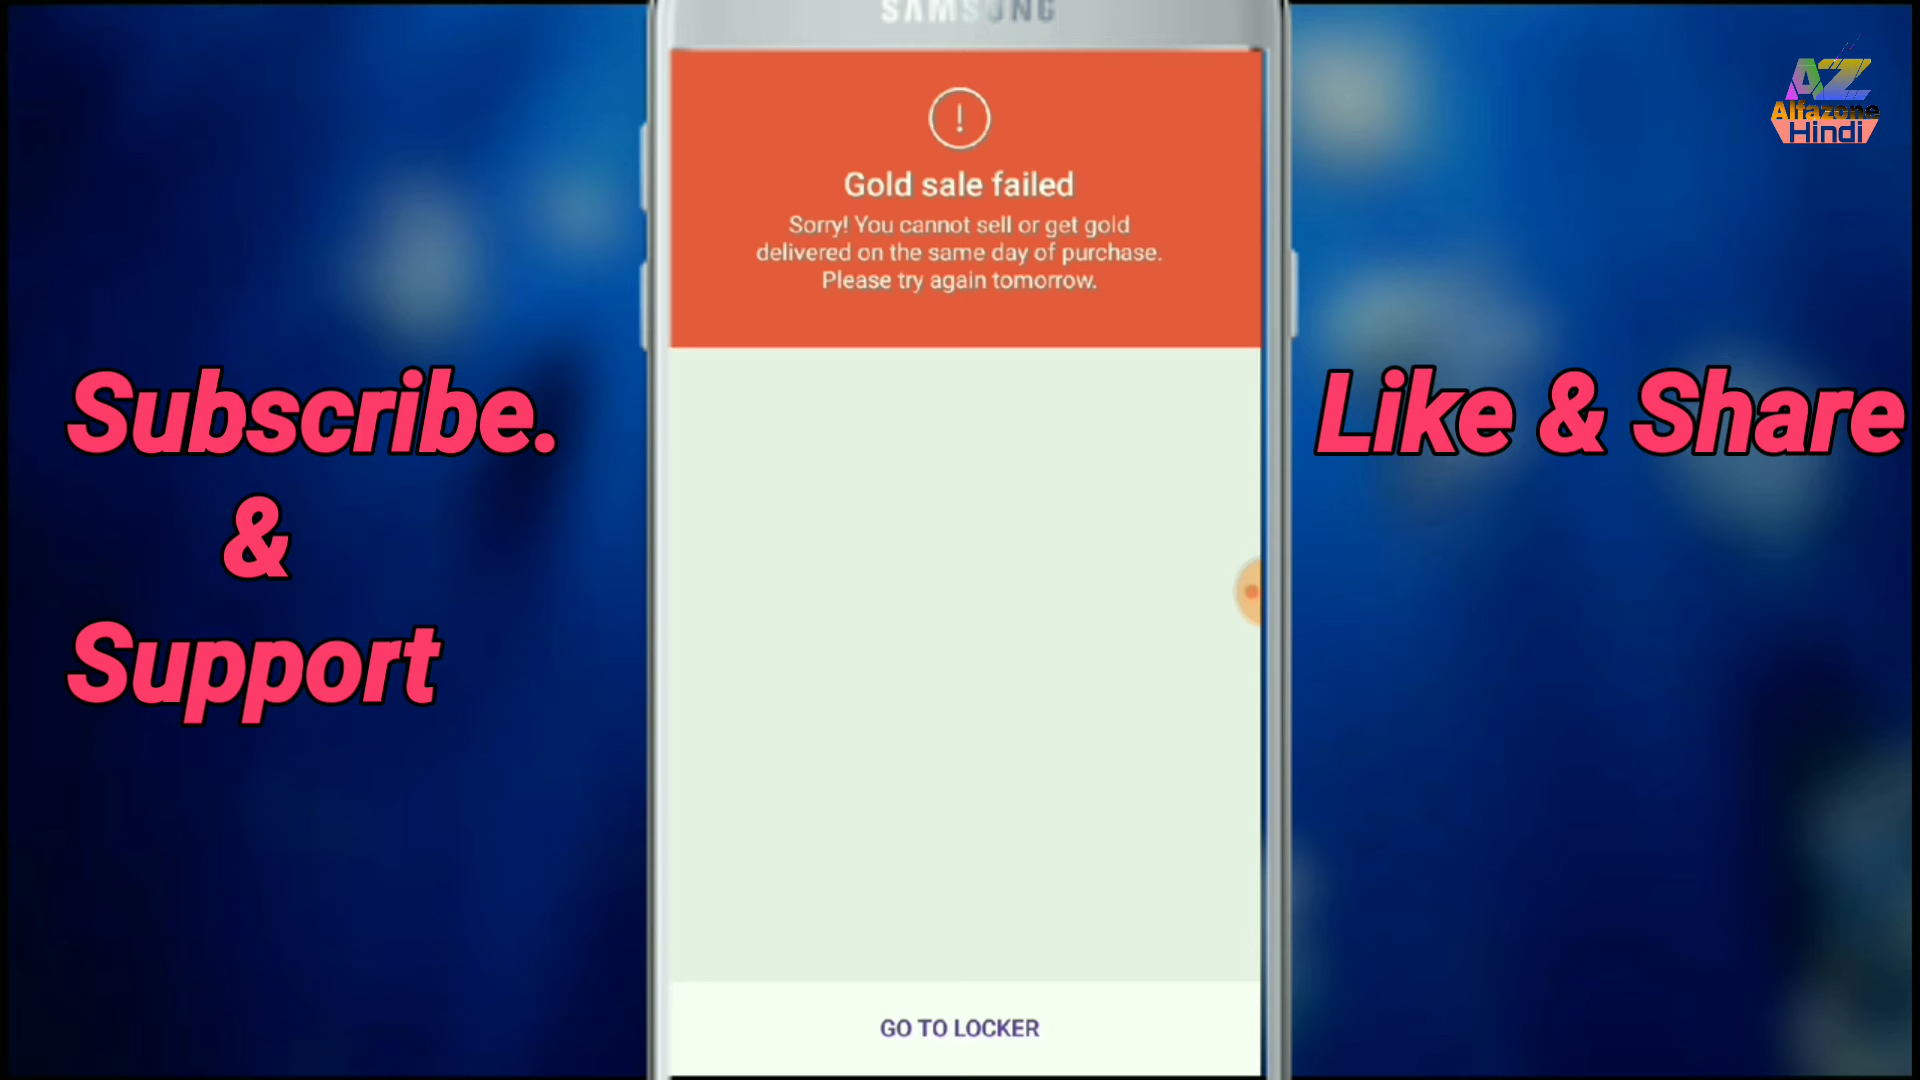 SAMSUNG
AZ
Alfazone
Hindi
!
Gold sale failed
Sorry! You cannot sell or get gold
delivered on the same day of purchase.
Please try again tomorrow.
Subscribe.
&
Support
Like & Share
GO TO LOCKER